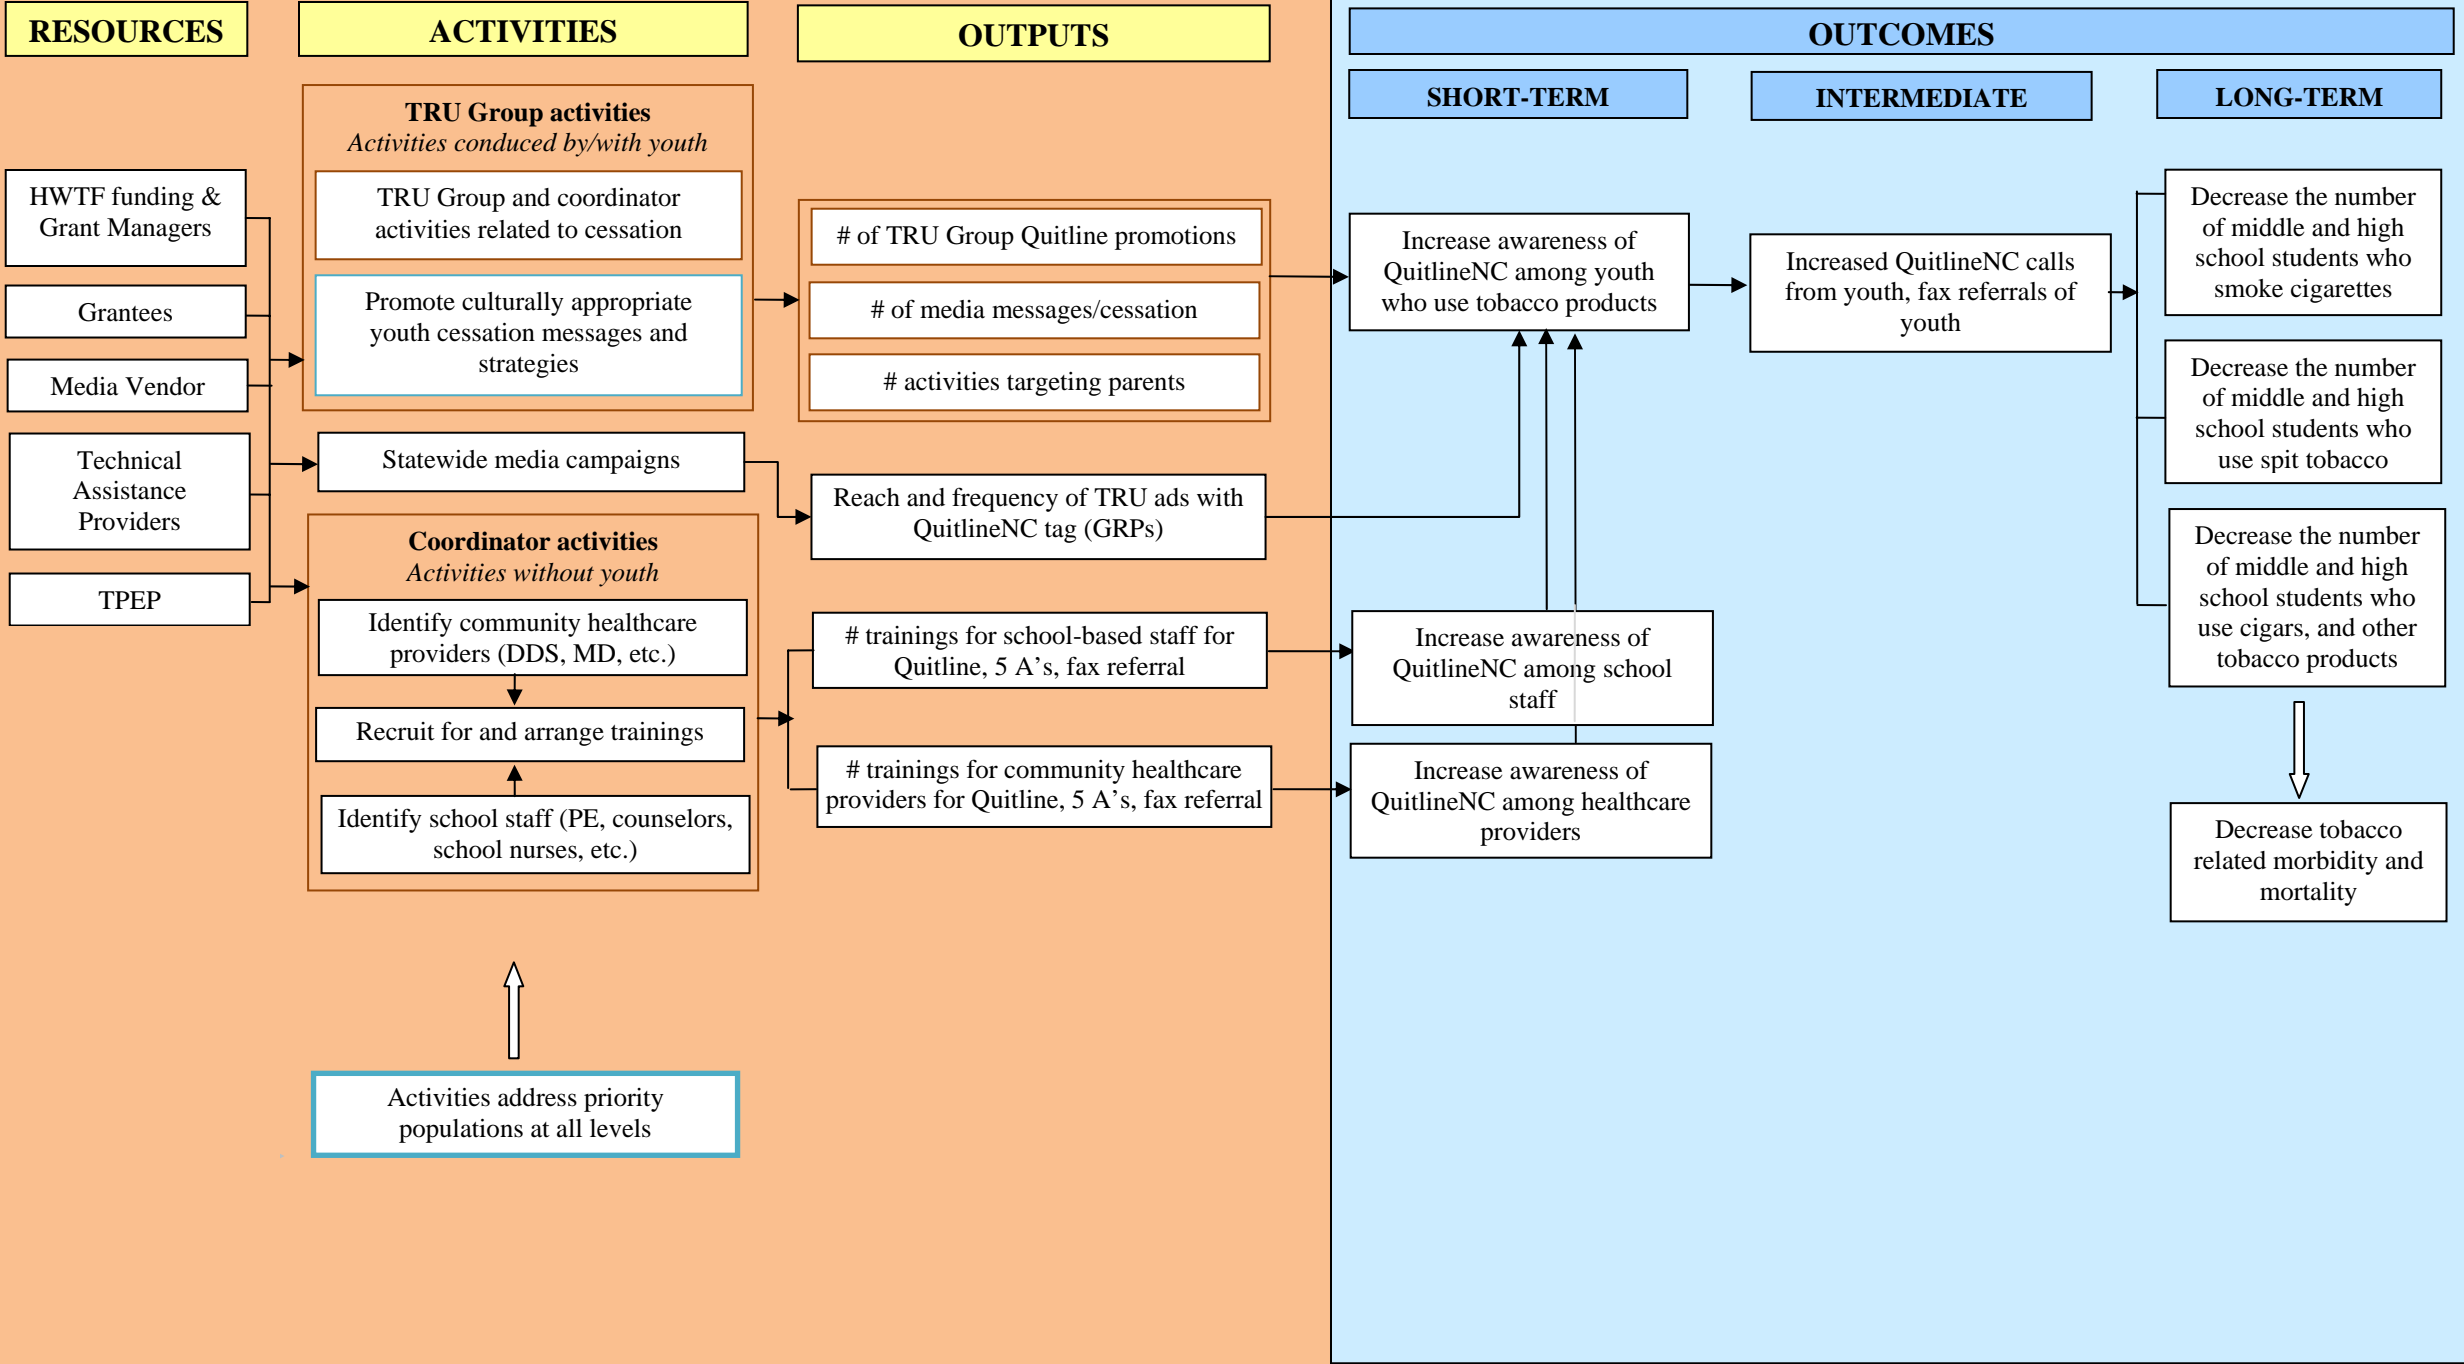 RESOURCES
ACTIVITIES
OUTPUTS
OUTCOMES
SHORT-TERM
INTERMEDIATE
LONG-TERM
HWTF funding &
Grant Managers
Grantees
Media Vendor
Technical
Assistance
Providers
TPEP
TRU Group activities
Activities conduced by/with youth
TRU Group and coordinator
activities related to cessation
Promote culturally appropriate
youth cessation messages and
strategies
Statewide media campaigns
Coordinator activities
Activities without youth
Identify community healthcare
providers (DDS, MD, etc.)
Recruit for and arrange trainings
Identify school staff (PE, counselors,
school nurses, etc.)
Activities address priority
populations at all levels
# of TRU Group Quitline promotions
# of media messages/cessation
# activities targeting parents
Reach and frequency of TRU ads with
QuitlineNC tag (GRPs)
# trainings for school-based staff for
Quitline, 5 A’s, fax referral
# trainings for community healthcare
providers for Quitline, 5 A’s, fax referral
Increase awareness of
QuitlineNC among youth
who use tobacco products
Increase awareness of
QuitlineNC among school
staff
Increase awareness of
QuitlineNC among healthcare
providers
Increased QuitlineNC calls
from youth, fax referrals of
youth
Decrease the number
of middle and high
school students who
smoke cigarettes
Decrease the number
of middle and high
school students who
use spit tobacco
Decrease the number
of middle and high
school students who
use cigars, and other
tobacco products
Decrease tobacco
related morbidity and
mortality